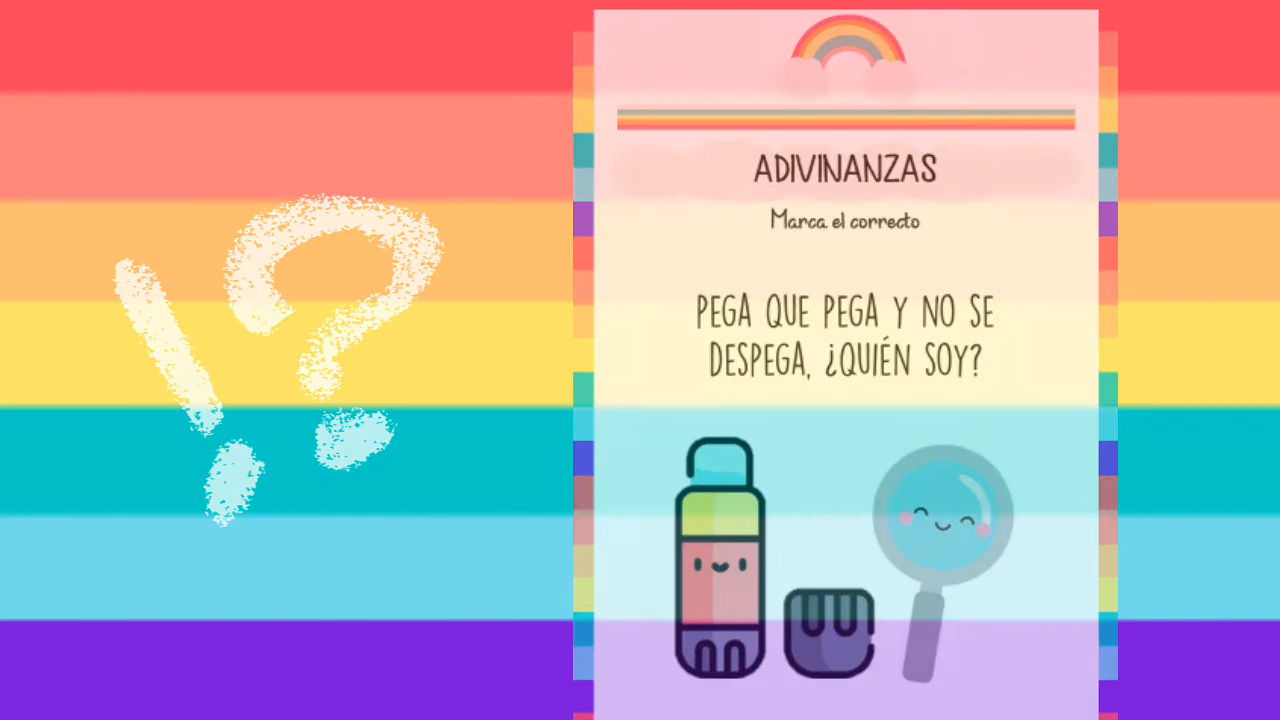 !?
ADIVINANZAS
Marca el correcto
PEGA QUE PEGA Y NO SE
DESPEGA, ¿QUIÉN SOY?